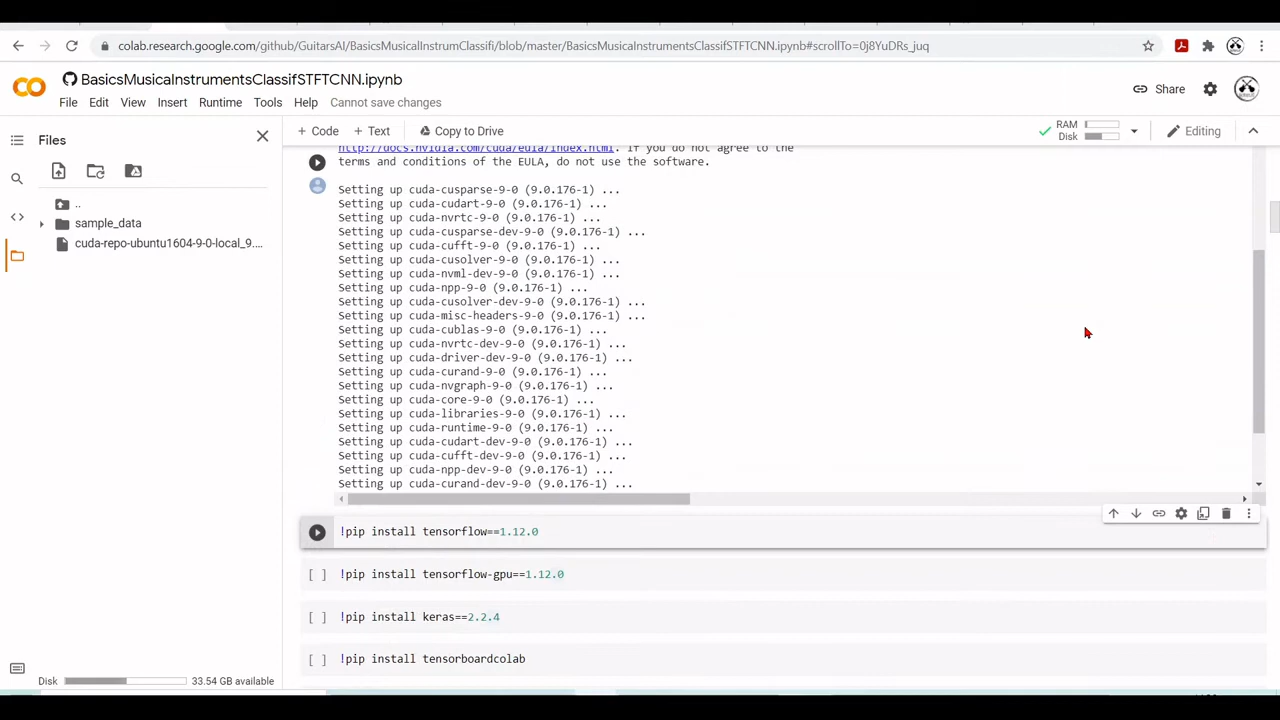 colab.research.google.com/github/GuitarsAI/BasicsMusicalInstrumClassifi/blob/master/BasicsMusicalInstrumentsClassifSTFTCNN.ipynb#scrollTo=0j8YuDRs_juq
BasicsMusicaInstrumentsClassifSTFTCNN.ipynb
Share
File Edit View Insert Runtime Tools Help Cannot save changes
Files
+ Code + Text Copy to Drive
RAM
Disk
Editing
..
sample_data
cuda-repo-ubuntu1604-9-0-local_9....
http://docs.nvidia.com/cuda/eula/index.html. If you do not agree to the
terms and conditions of the EULA, do not use the software.
Setting up cuda-cusparse-9-0 (9.0.176-1) ...
Setting up cuda-cudart-9-0 (9.0.176-1) ...
Setting up cuda-nvrtc-9-0 (9.0.176-1) ...
Setting up cuda-cusparse-dev-9-0 (9.0.176-1) ...
Setting up cuda-cufft-9-0 (9.0.176-1) ...
Setting up cuda-cusolver-9-0 (9.0.176-1) ...
Setting up cuda-nvml-dev-9-0 (9.0.176-1) ...
Setting up cuda-npp-9-0 (9.0.176-1) ...
Setting up cuda-cusolver-dev-9-0 (9.0.176-1) ...
Setting up cuda-misc-headers-9-0 (9.0.176-1) ...
Setting up cuda-cublas-9-0 (9.0.176-1) ...
Setting up cuda-nvrtc-dev-9-0 (9.0.176-1) ...
Setting up cuda-driver-dev-9-0 (9.0.176-1) ...
Setting up cuda-curand-9-0 (9.0.176-1) ...
Setting up cuda-nvgraph-9-0 (9.0.176-1) ...
Setting up cuda-core-9-0 (9.0.176-1) ...
Setting up cuda-libraries-9-0 (9.0.176-1) ...
Setting up cuda-runtime-9-0 (9.0.176-1) ...
Setting up cuda-cudart-dev-9-0 (9.0.176-1) ...
Setting up cuda-cufft-dev-9-0 (9.0.176-1) ...
Setting up cuda-npp-dev-9-0 (9.0.176-1) ...
Setting up cuda-curand-dev-9-0 (9.0.176-1) ...
!pip install tensorflow==1.12.0
[ ] !pip install tensorflow-gpu==1.12.0
[ ] !pip install keras==2.2.4
[ ] !pip install tensorboardcolab
Disk 33.54 GB available